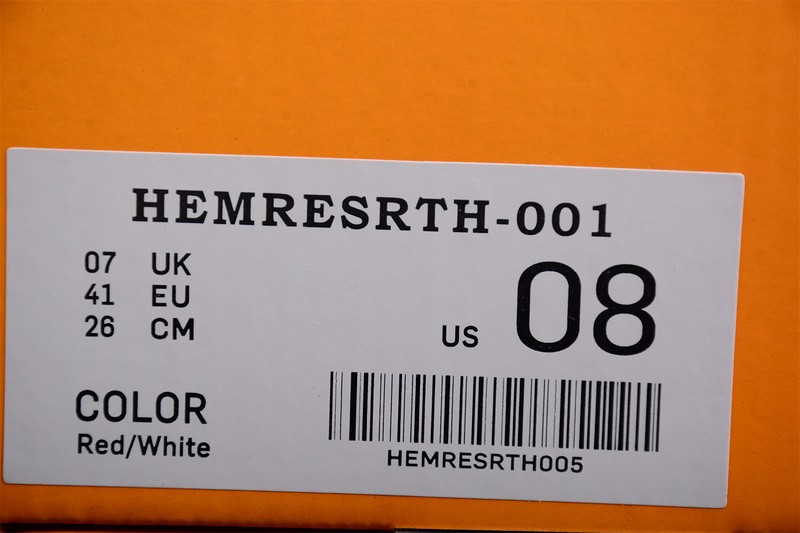 HEMRESRTH-001
07 UK
41 EU
26 CM
US 08
COLOR
Red/White
HEMRESRTH005